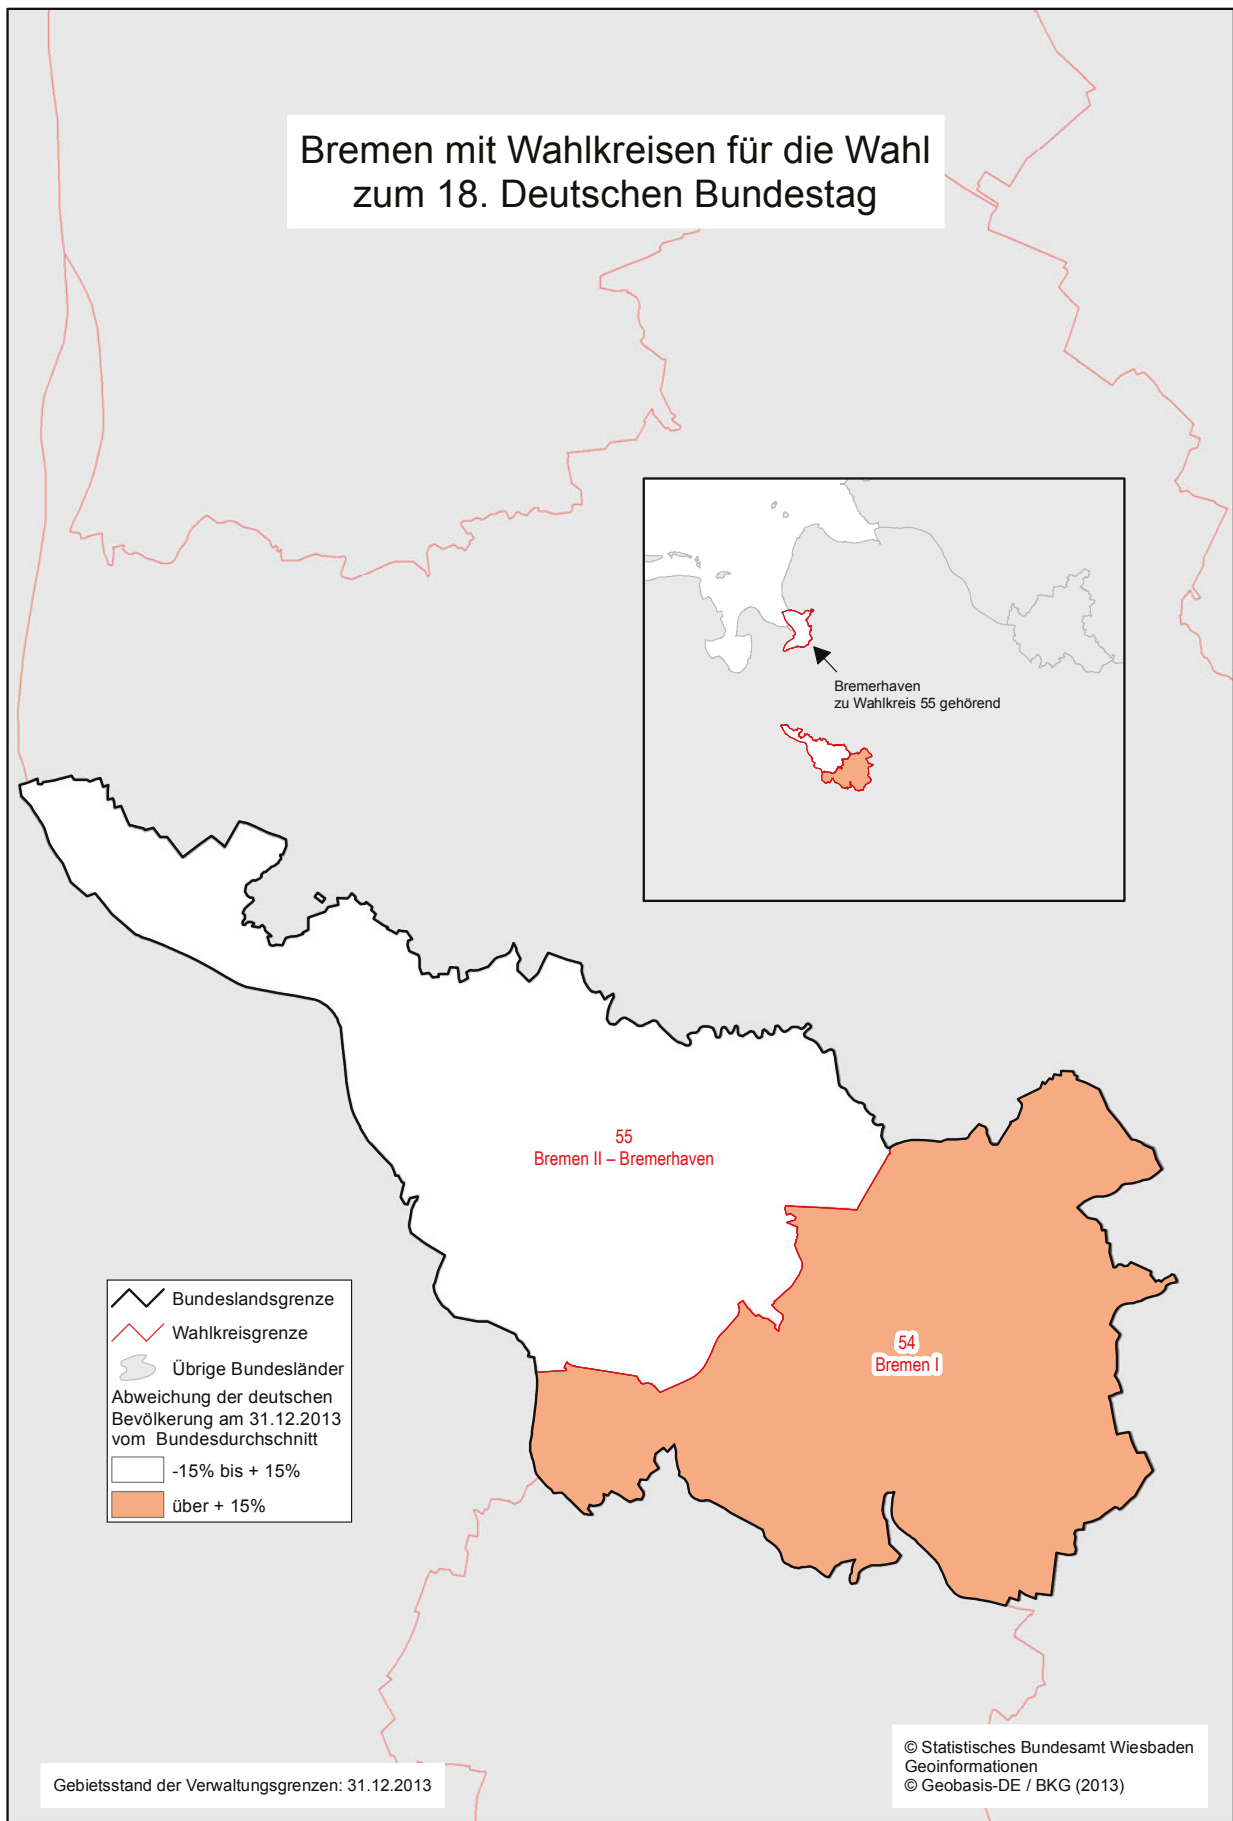 Bremen mit Wahlkreisen für die Wahl
zum 18. Deutschen Bundestag
Bremerhaven
zu Wahlkreis 55 gehörend
55
Bremen II – Bremerhaven
54
Bremen I
Bundeslandsgrenze
Wahlkreisgrenze
Übrige Bundesländer
Abweichung der deutschen
Bevölkerung am 31.12.2013
vom Bundesdurchschnitt
-15% bis + 15%
über + 15%
Gebietsstand der Verwaltungsgrenzen: 31.12.2013
© Statistisches Bundesamt Wiesbaden
Geoinformationen
© Geobasis-DE / BKG (2013)